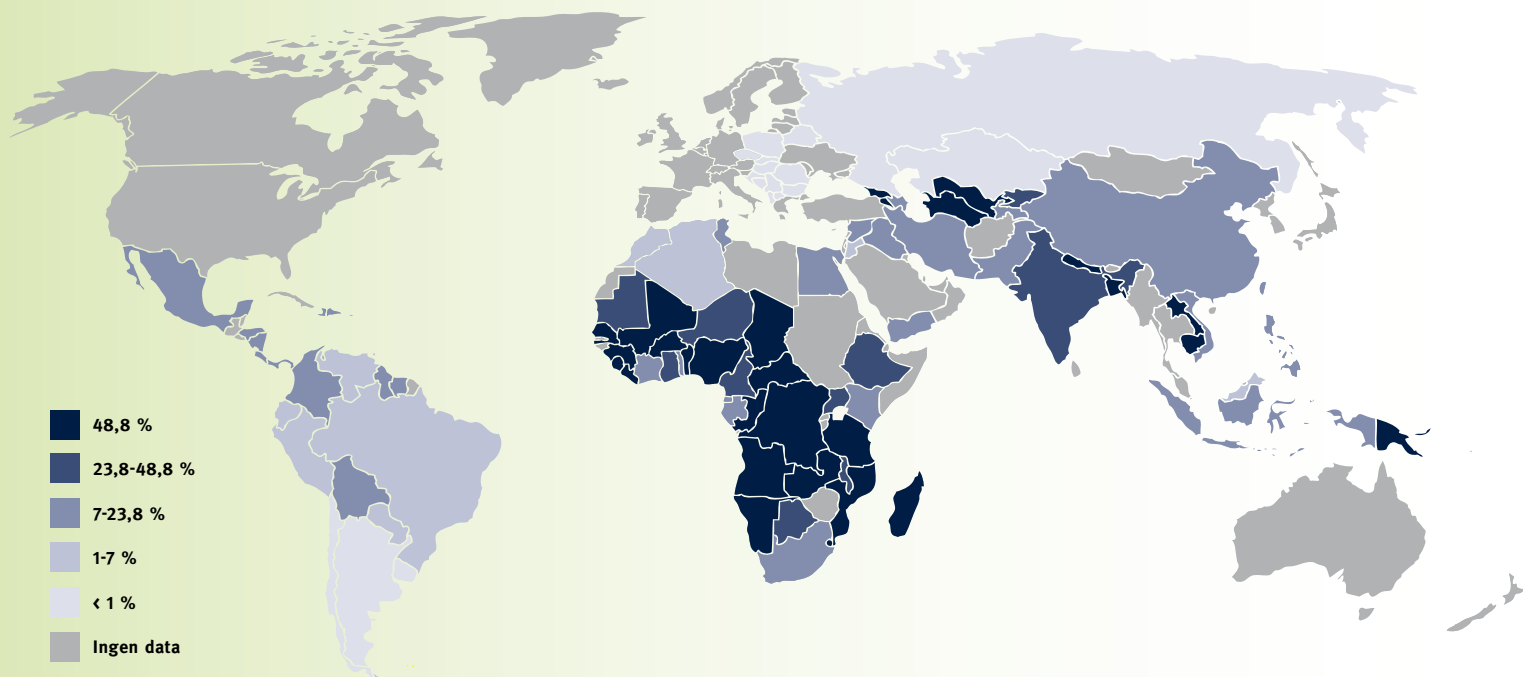 48,8 %
23,8-48,8 %
7-23,8 %
1-7 %
< 1 %
Ingen data